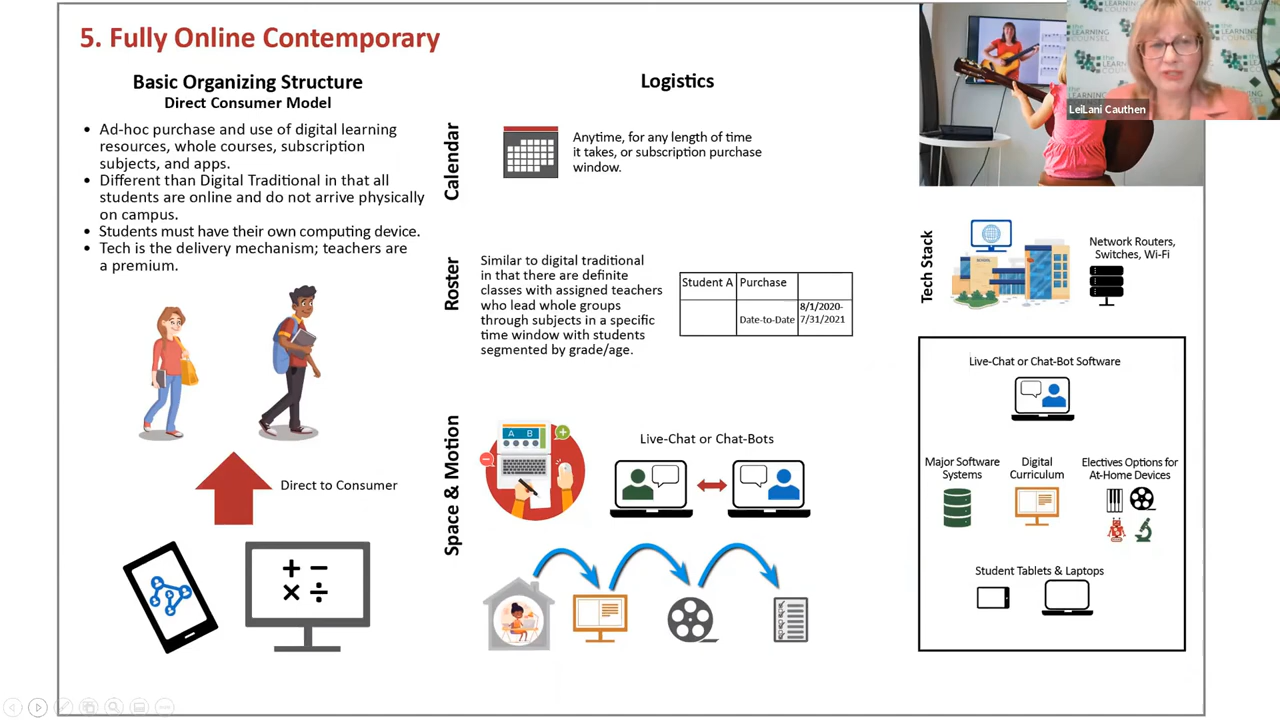 5. Fully Online Contemporary
Basic Organizing Structure
Direct Consumer Model
• Ad-hoc purchase and use of digital learning
resources, whole courses, subscription
subjects, and apps.
• Different than Digital Traditional in that all
students are online and do not arrive physically
on campus.
• Students must have their own computing device.
• Tech is the delivery mechanism; teachers are
a premium.
Direct to Consumer
+ −
× ÷
Logistics
Calendar
Anytime, for any length of time
it takes, or subscription purchase
window.
Roster
Similar to digital traditional
in that there are definite
classes with assigned teachers
who lead whole groups
through subjects in a specific
time window with students
segmented by grade/age.
Student A Purchase
Date-to-Date 8/1/2020-
7/31/2021
Space & Motion
A B
Live-Chat or Chat-Bots
the
LEARNING
COUNSEL
LeiLani Cauthen
Tech Stack
SCHOOL
Network Routers,
Switches, Wi-Fi
Live-Chat or Chat-Bot Software
Major Software
Systems
Digital
Curriculum
Electives Options for
At-Home Devices
Student Tablets & Laptops